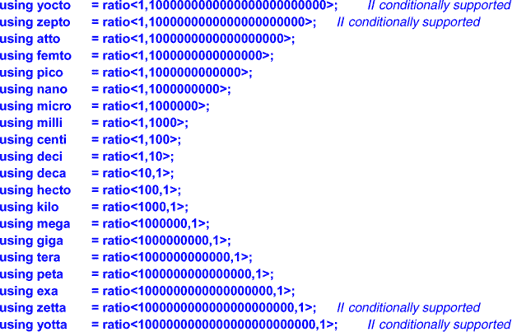 using yocto = ratio<1,1000000000000000000000000>; // conditionally supported
using zepto = ratio<1,1000000000000000000000>; // conditionally supported
using atto = ratio<1,1000000000000000000>;
using femto = ratio<1,1000000000000000>;
using pico = ratio<1,1000000000000>;
using nano = ratio<1,1000000000>;
using micro = ratio<1,1000000>;
using milli = ratio<1,1000>;
using centi = ratio<1,100>;
using deci = ratio<1,10>;
using deca = ratio<10,1>;
using hecto = ratio<100,1>;
using kilo = ratio<1000,1>;
using mega = ratio<1000000,1>;
using giga = ratio<1000000000,1>;
using tera = ratio<1000000000000,1>;
using peta = ratio<1000000000000000,1>;
using exa = ratio<1000000000000000000,1>;
using zetta = ratio<1000000000000000000000,1>; // conditionally supported
using yotta = ratio<1000000000000000000000000,1>; // conditionally supported